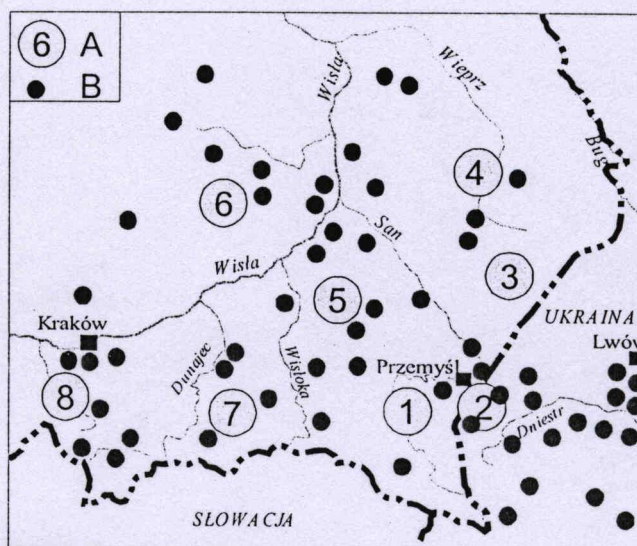 6 A
B
Wisła
Wieprz
Bug
4
6
San
3
Wisła
5
UKRAINA
Kraków
Lwów
Dunajec
Wisłoka
Przemyśl
8
7
1
2
Dniestr
SŁOWACJA